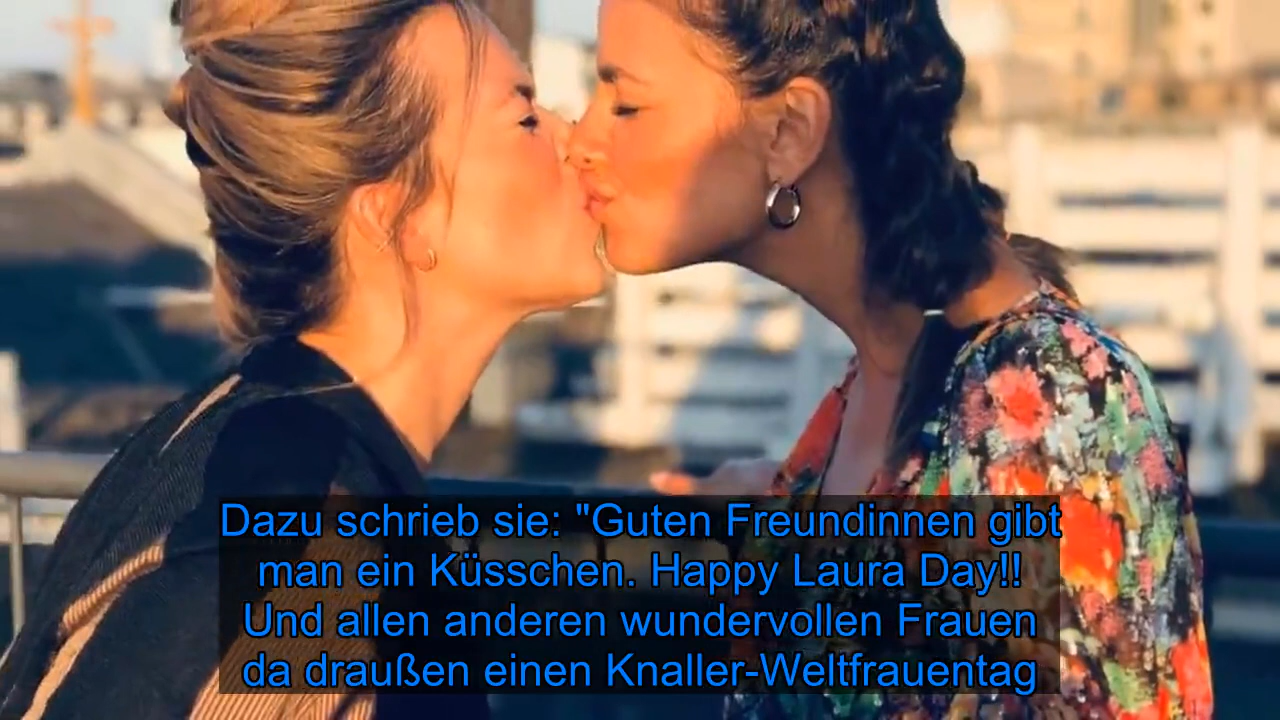 Dazu schrieb sie: "Guten Freundinnen gibt
man ein Küsschen. Happy Laura Day!!
Und allen anderen wundervollen Frauen
da draußen einen Knaller-Weltfrauentag